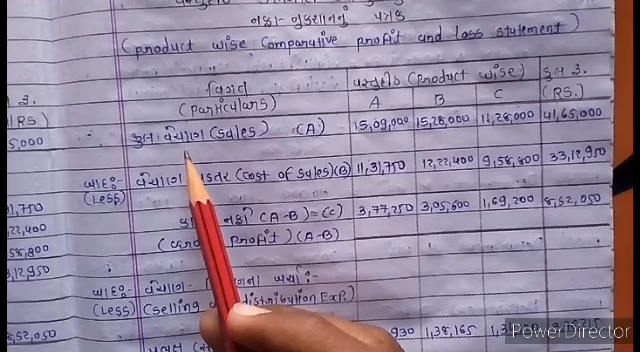 નફા-નુકસાનનું પત્રક
(product wise comparative profit and loss statement)
વિગત
(Particulars)
(product wise)
કુલ રૂ.
(RS.)
A B C
રૂ.
(RS)
5,000
કુલ વેચાણ (sales) (A) 15,09,000 15,28,000 11,28,000 41,65,000
બાદ:- વેચાણ પડતર (cost of sales)(B) 11,31,750 12,22,400 9,58,800 33,12,950
(Less)
1,750
,22,400
58,800
3,12,950
નફો (A-B)=(C) 3,77,250 3,05,600 1,69,200 8,52,050
profit) (A-B)
બાદ:- વેચાણ- ખર્ચા:-
(Less) (selling distribution Exp.)
8,52,050
930 1,38,165
PowerDirector